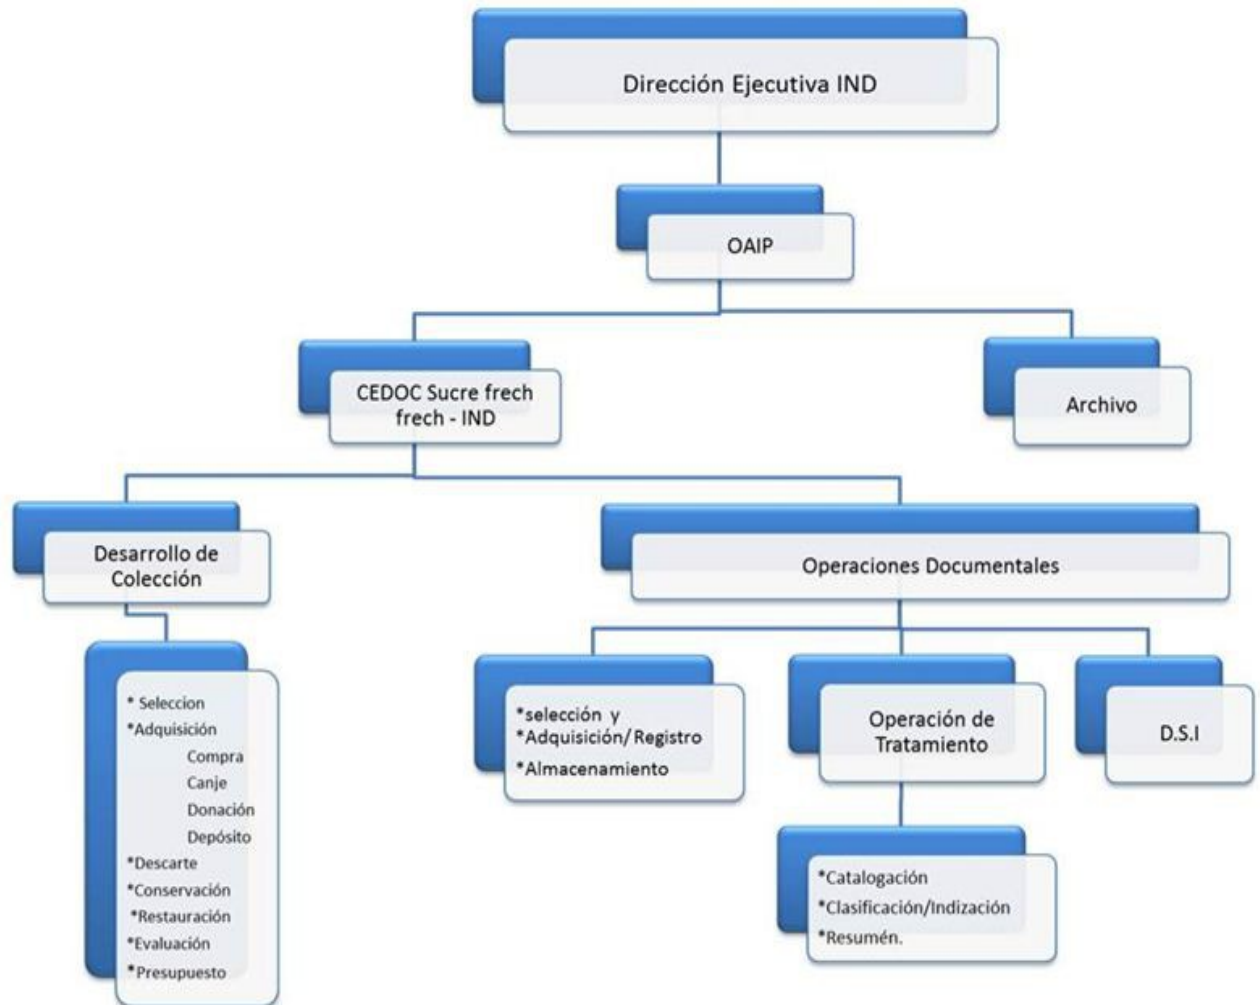 Dirección Ejecutiva IND
OAIP
CEDOC Sucre frech
frech - IND
Archivo
Desarrollo de
Colección
Operaciones Documentales
* Seleccion
*Adquisición
Compra
Canje
Donación
Depósito
*Descarte
*Conservación
*Restauración
*Evaluación
*Presupuesto
*selección y
*Adquisición/ Registro
*Almacenamiento
Operación de
Tratamiento
D.S.I
*Catalogación
*Clasificación/Indización
*Resumén.